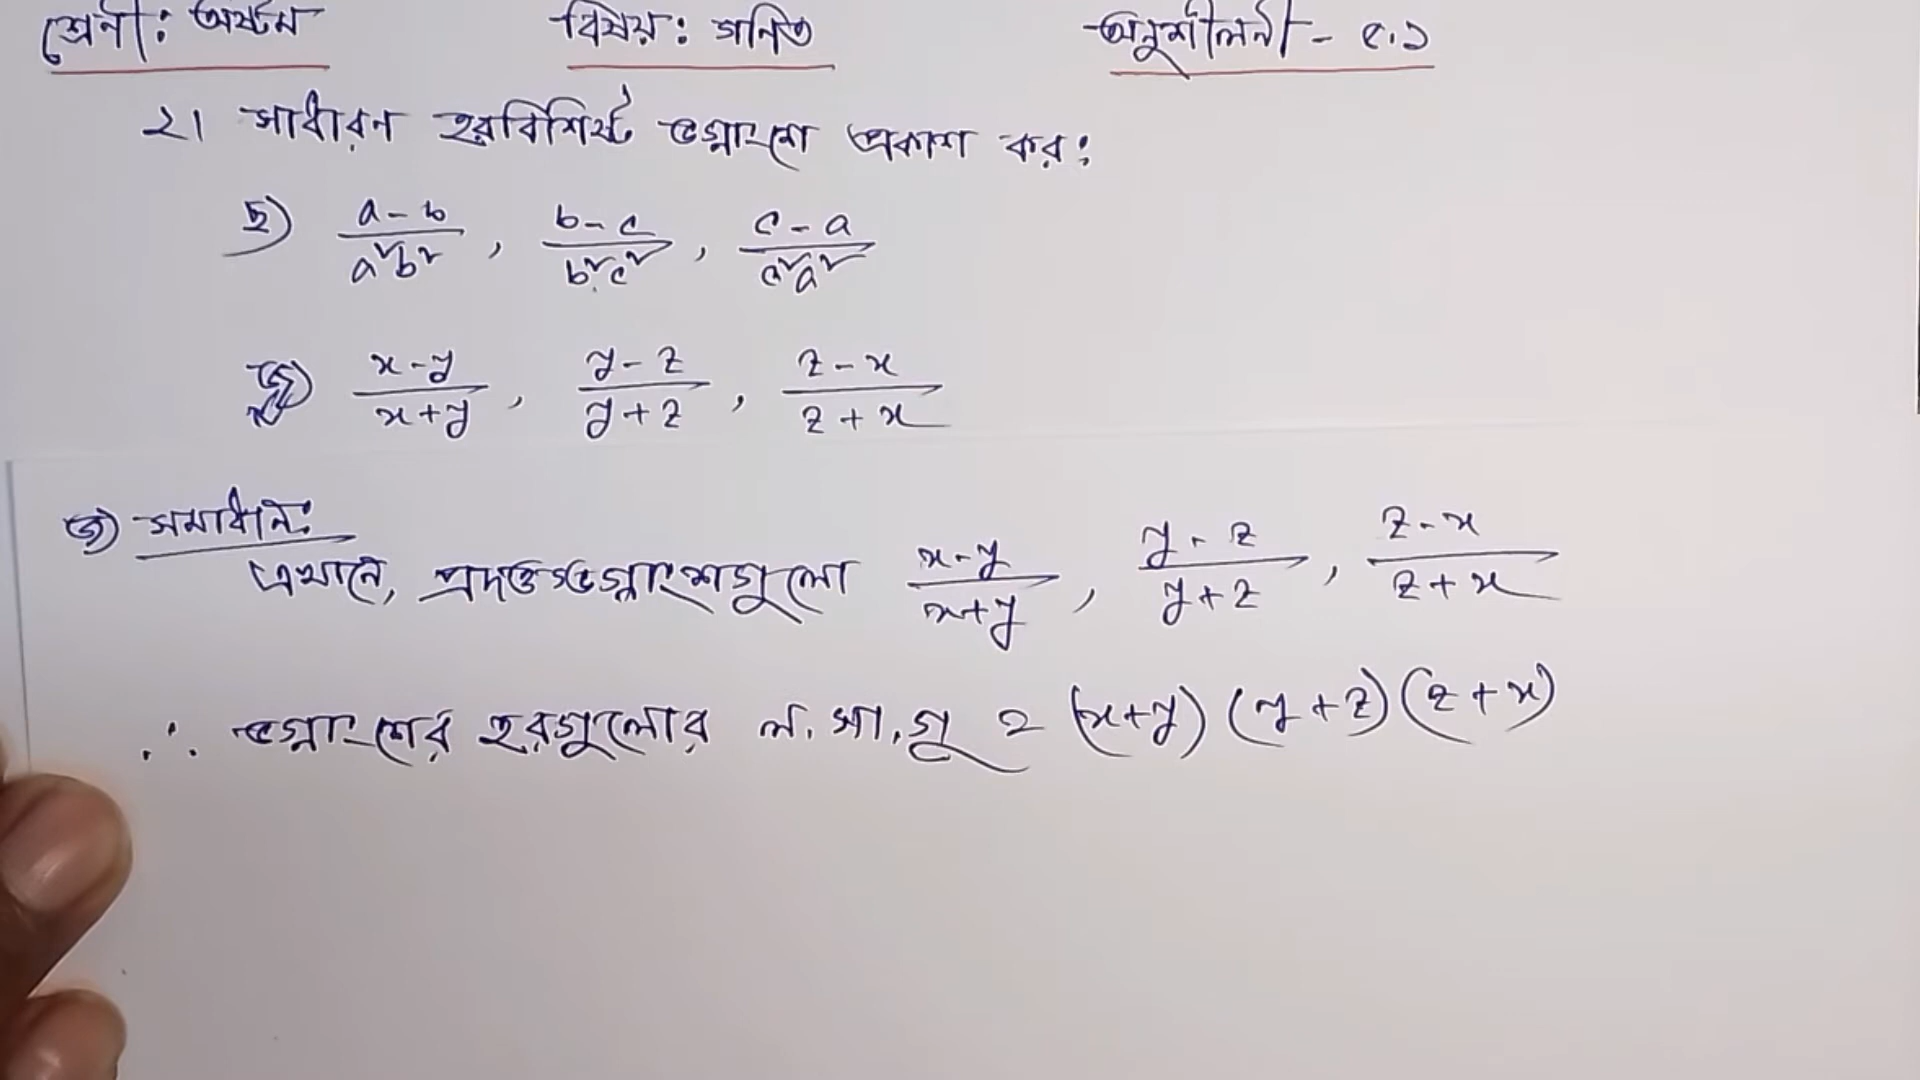 শ্রেণী: অষ্টম বিষয়: গনিত অনুশীলনী - ৫.১
২। সাধারণ হরবিশিষ্ট ভগ্নাংশে প্রকাশ কর:
ছ) (a-b)/(a²b²), (b-c)/(b²c²), (c-a)/(c²a²)
জ) (x-y)/(x+y), (y-z)/(y+z), (z-x)/(z+x)
জ) সমাধান:
এখানে, প্রদত্ত ভগ্নাংশগুলো (x-y)/(x+y), (y-z)/(y+z), (z-x)/(z+x)
∴ ভগ্নাংশের হরগুলোর ল.সা.গু = (x+y)(y+z)(z+x)